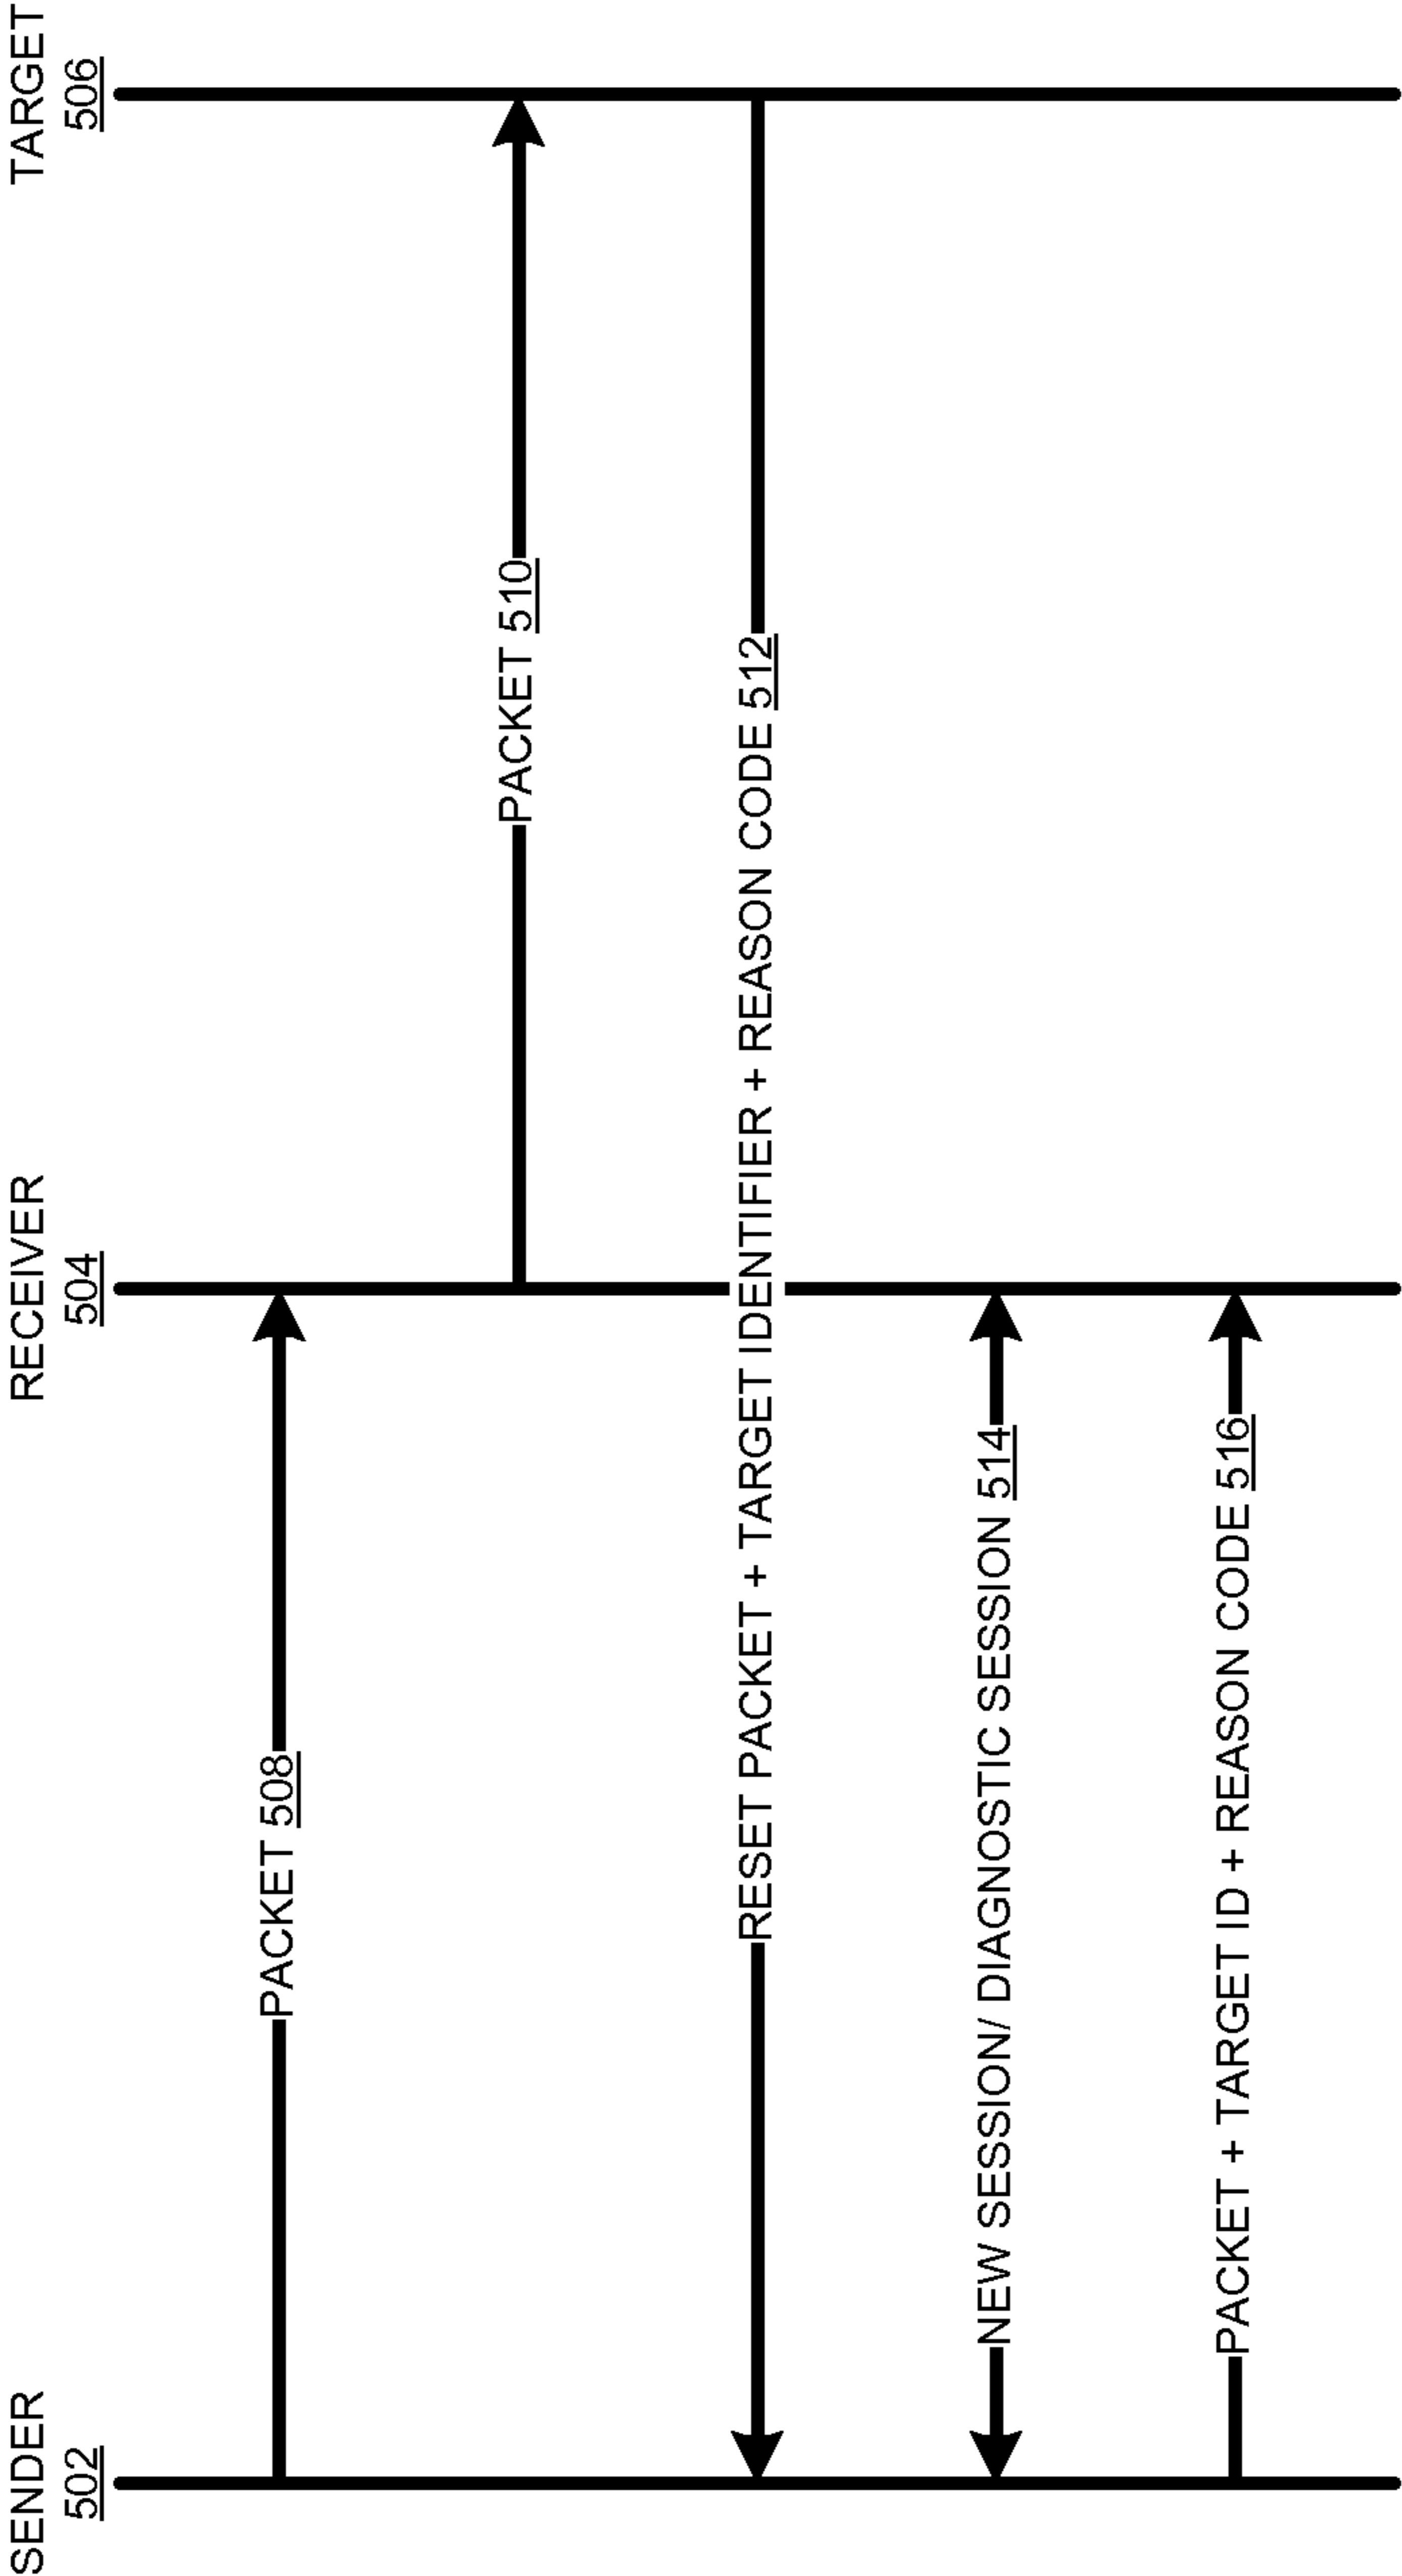 SENDER
502
RECEIVER
504
TARGET
506
PACKET 508
PACKET 510
RESET PACKET + TARGET IDENTIFIER + REASON CODE 512
NEW SESSION/ DIAGNOSTIC SESSION 514
PACKET + TARGET ID + REASON CODE 516